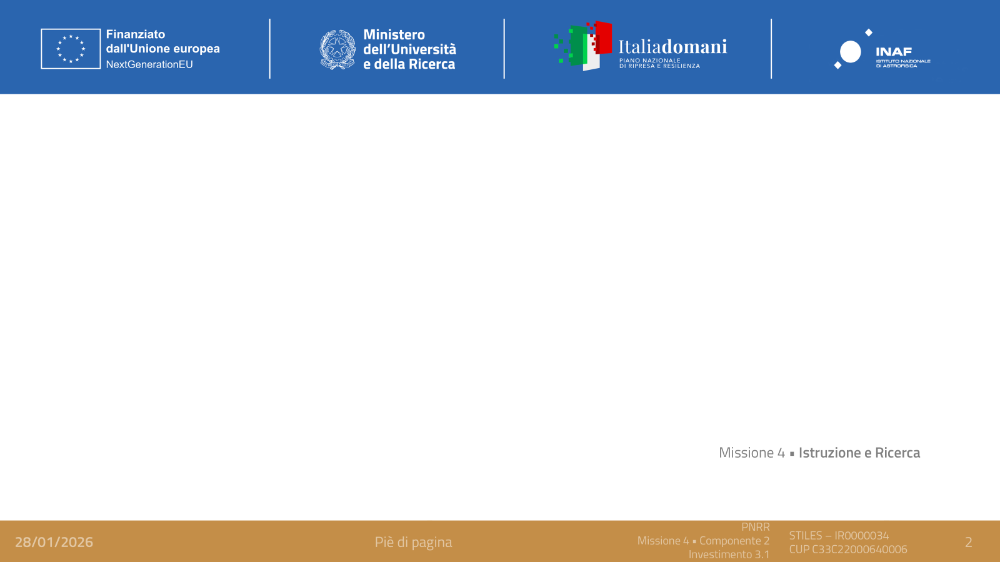 Finanziato
dall'Unione europea
NextGenerationEU
Ministero
dell'Università
e della Ricerca
Italiadomani
PIANO NAZIONALE
DI RIPRESA E RESILIENZA
INAF
ISTITUTO NAZIONALE
DI ASTROFISICA
Missione 4 ▪ Istruzione e Ricerca
28/01/2026
Piè di pagina
PNRR
Missione 4 ▪ Componente 2
Investimento 3.1
STILES – IR0000034
CUP C33C22000640006
2